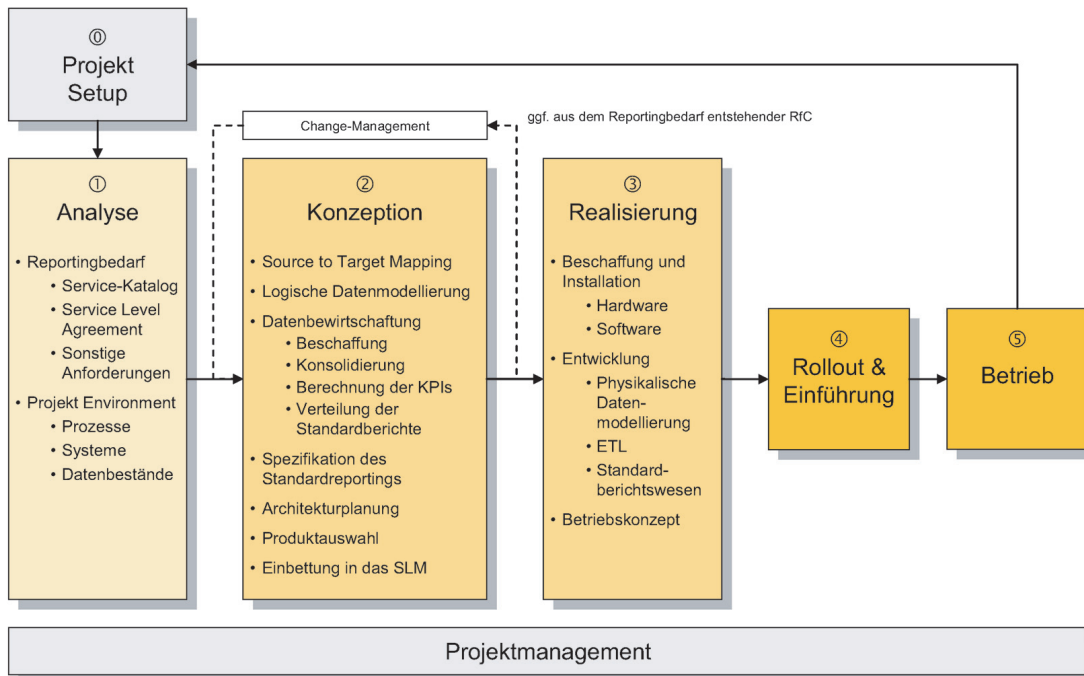 ⓪
Projekt
Setup
Change-Management
ggf. aus dem Reportingbedarf entstehender RfC
①
Analyse
• Reportingbedarf
• Service-Katalog
• Service Level
Agreement
• Sonstige
Anforderungen
• Projekt Environment
• Prozesse
• Systeme
• Datenbestände
②
Konzeption
• Source to Target Mapping
• Logische Datenmodellierung
• Datenbewirtschaftung
• Beschaffung
• Konsolidierung
• Berechnung der KPIs
• Verteilung der
Standardberichte
• Spezifikation des
Standardreportings
• Architekturplanung
• Produktauswahl
• Einbettung in das SLM
③
Realisierung
• Beschaffung und
Installation
• Hardware
• Software
• Entwicklung
• Physikalische
Daten-
modellierung
• ETL
• Standard-
berichtswesen
• Betriebskonzept
④
Rollout &
Einführung
⑤
Betrieb
Projektmanagement